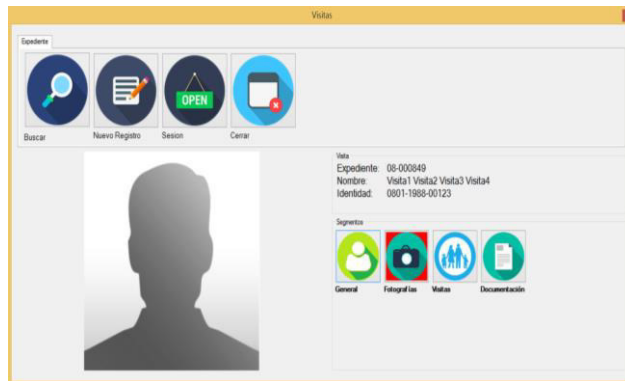 Visitas
Expediente
OPEN
Buscar
Nuevo Registro
Sesion
Cerrar
Visita
Expediente: 08-000849
Nombre: Visita1 Visita2 Visita3 Visita4
Identidad: 0801-1988-00123
Segmentos
General
Fotografías
Visitas
Documentación